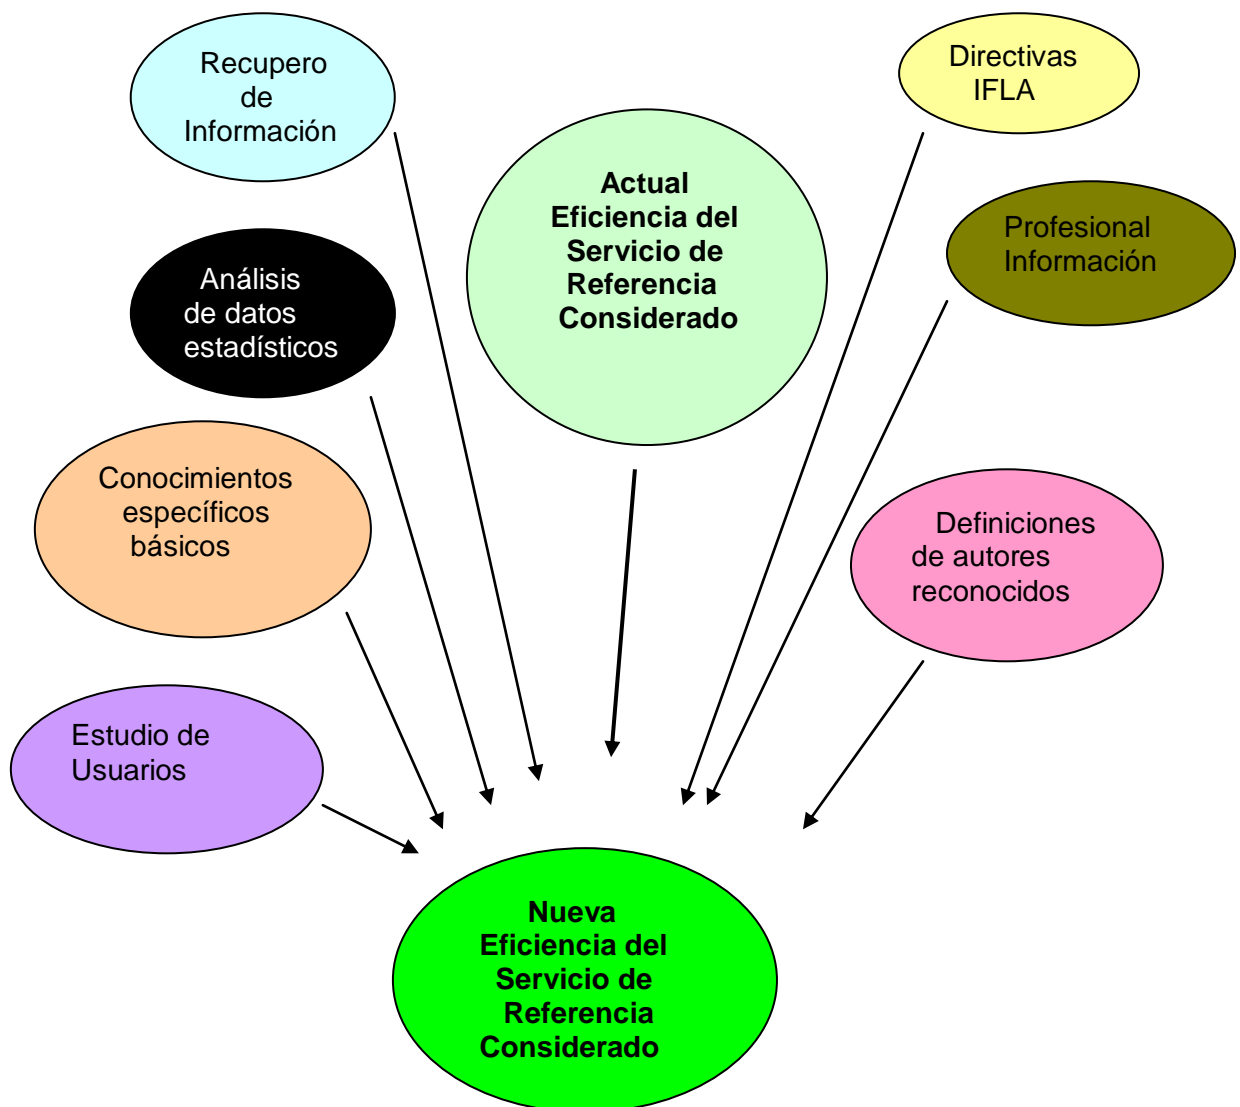 Recupero
de
Información
Directivas
IFLA
Actual
Eficiencia del
Servicio de
Referencia
Considerado
Profesional
Información
Análisis
de datos
estadísticos
Conocimientos
específicos
básicos
Definiciones
de autores
reconocidos
Estudio de
Usuarios
Nueva
Eficiencia del
Servicio de
Referencia
Considerado